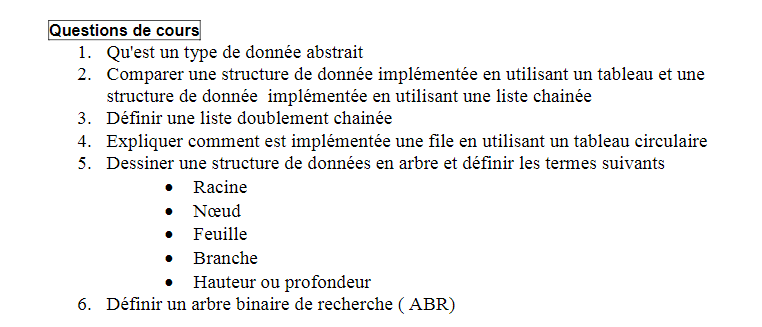 Questions de cours
1. Qu'est un type de donnée abstrait
2. Comparer une structure de donnée implémentée en utilisant un tableau et une
structure de donnée implémentée en utilisant une liste chainée
3. Définir une liste doublement chainée
4. Expliquer comment est implémentée une file en utilisant un tableau circulaire
5. Dessiner une structure de données en arbre et définir les termes suivants
• Racine
• Nœud
• Feuille
• Branche
• Hauteur ou profondeur
6. Définir un arbre binaire de recherche ( ABR)